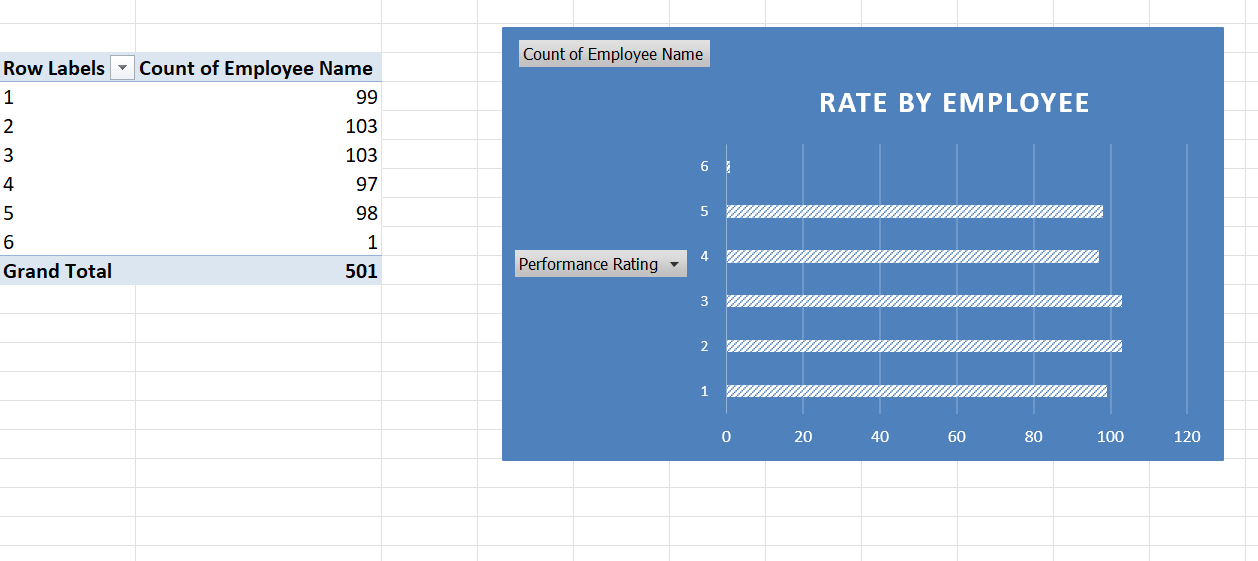 Row Labels Count of Employee Name
1 99
2 103
3 103
4 97
5 98
6 1
Grand Total 501
Count of Employee Name
RATE BY EMPLOYEE
Performance Rating
6
5
4
3
2
1
0 20 40 60 80 100 120